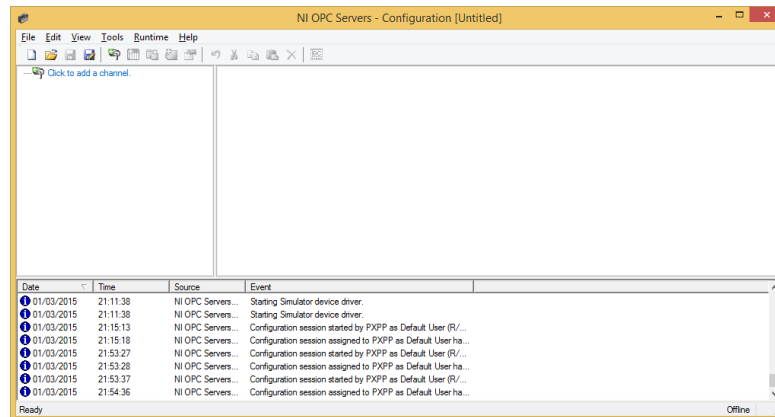 NI OPC Servers - Configuration [Untitled]
File Edit View Tools Runtime Help
Click to add a channel.
Date Time Source Event
01/03/2015 21:11:38 NI OPC Servers... Starting Simulator device driver.
01/03/2015 21:11:38 NI OPC Servers... Starting Simulator device driver.
01/03/2015 21:15:13 NI OPC Servers... Configuration session started by PXPP as Default User (R/...
01/03/2015 21:15:18 NI OPC Servers... Configuration session assigned to PXPP as Default User ha...
01/03/2015 21:53:27 NI OPC Servers... Configuration session started by PXPP as Default User (R/...
01/03/2015 21:53:28 NI OPC Servers... Configuration session assigned to PXPP as Default User ha...
01/03/2015 21:53:37 NI OPC Servers... Configuration session started by PXPP as Default User (R/...
01/03/2015 21:54:36 NI OPC Servers... Configuration session assigned to PXPP as Default User ha...
Ready Offline